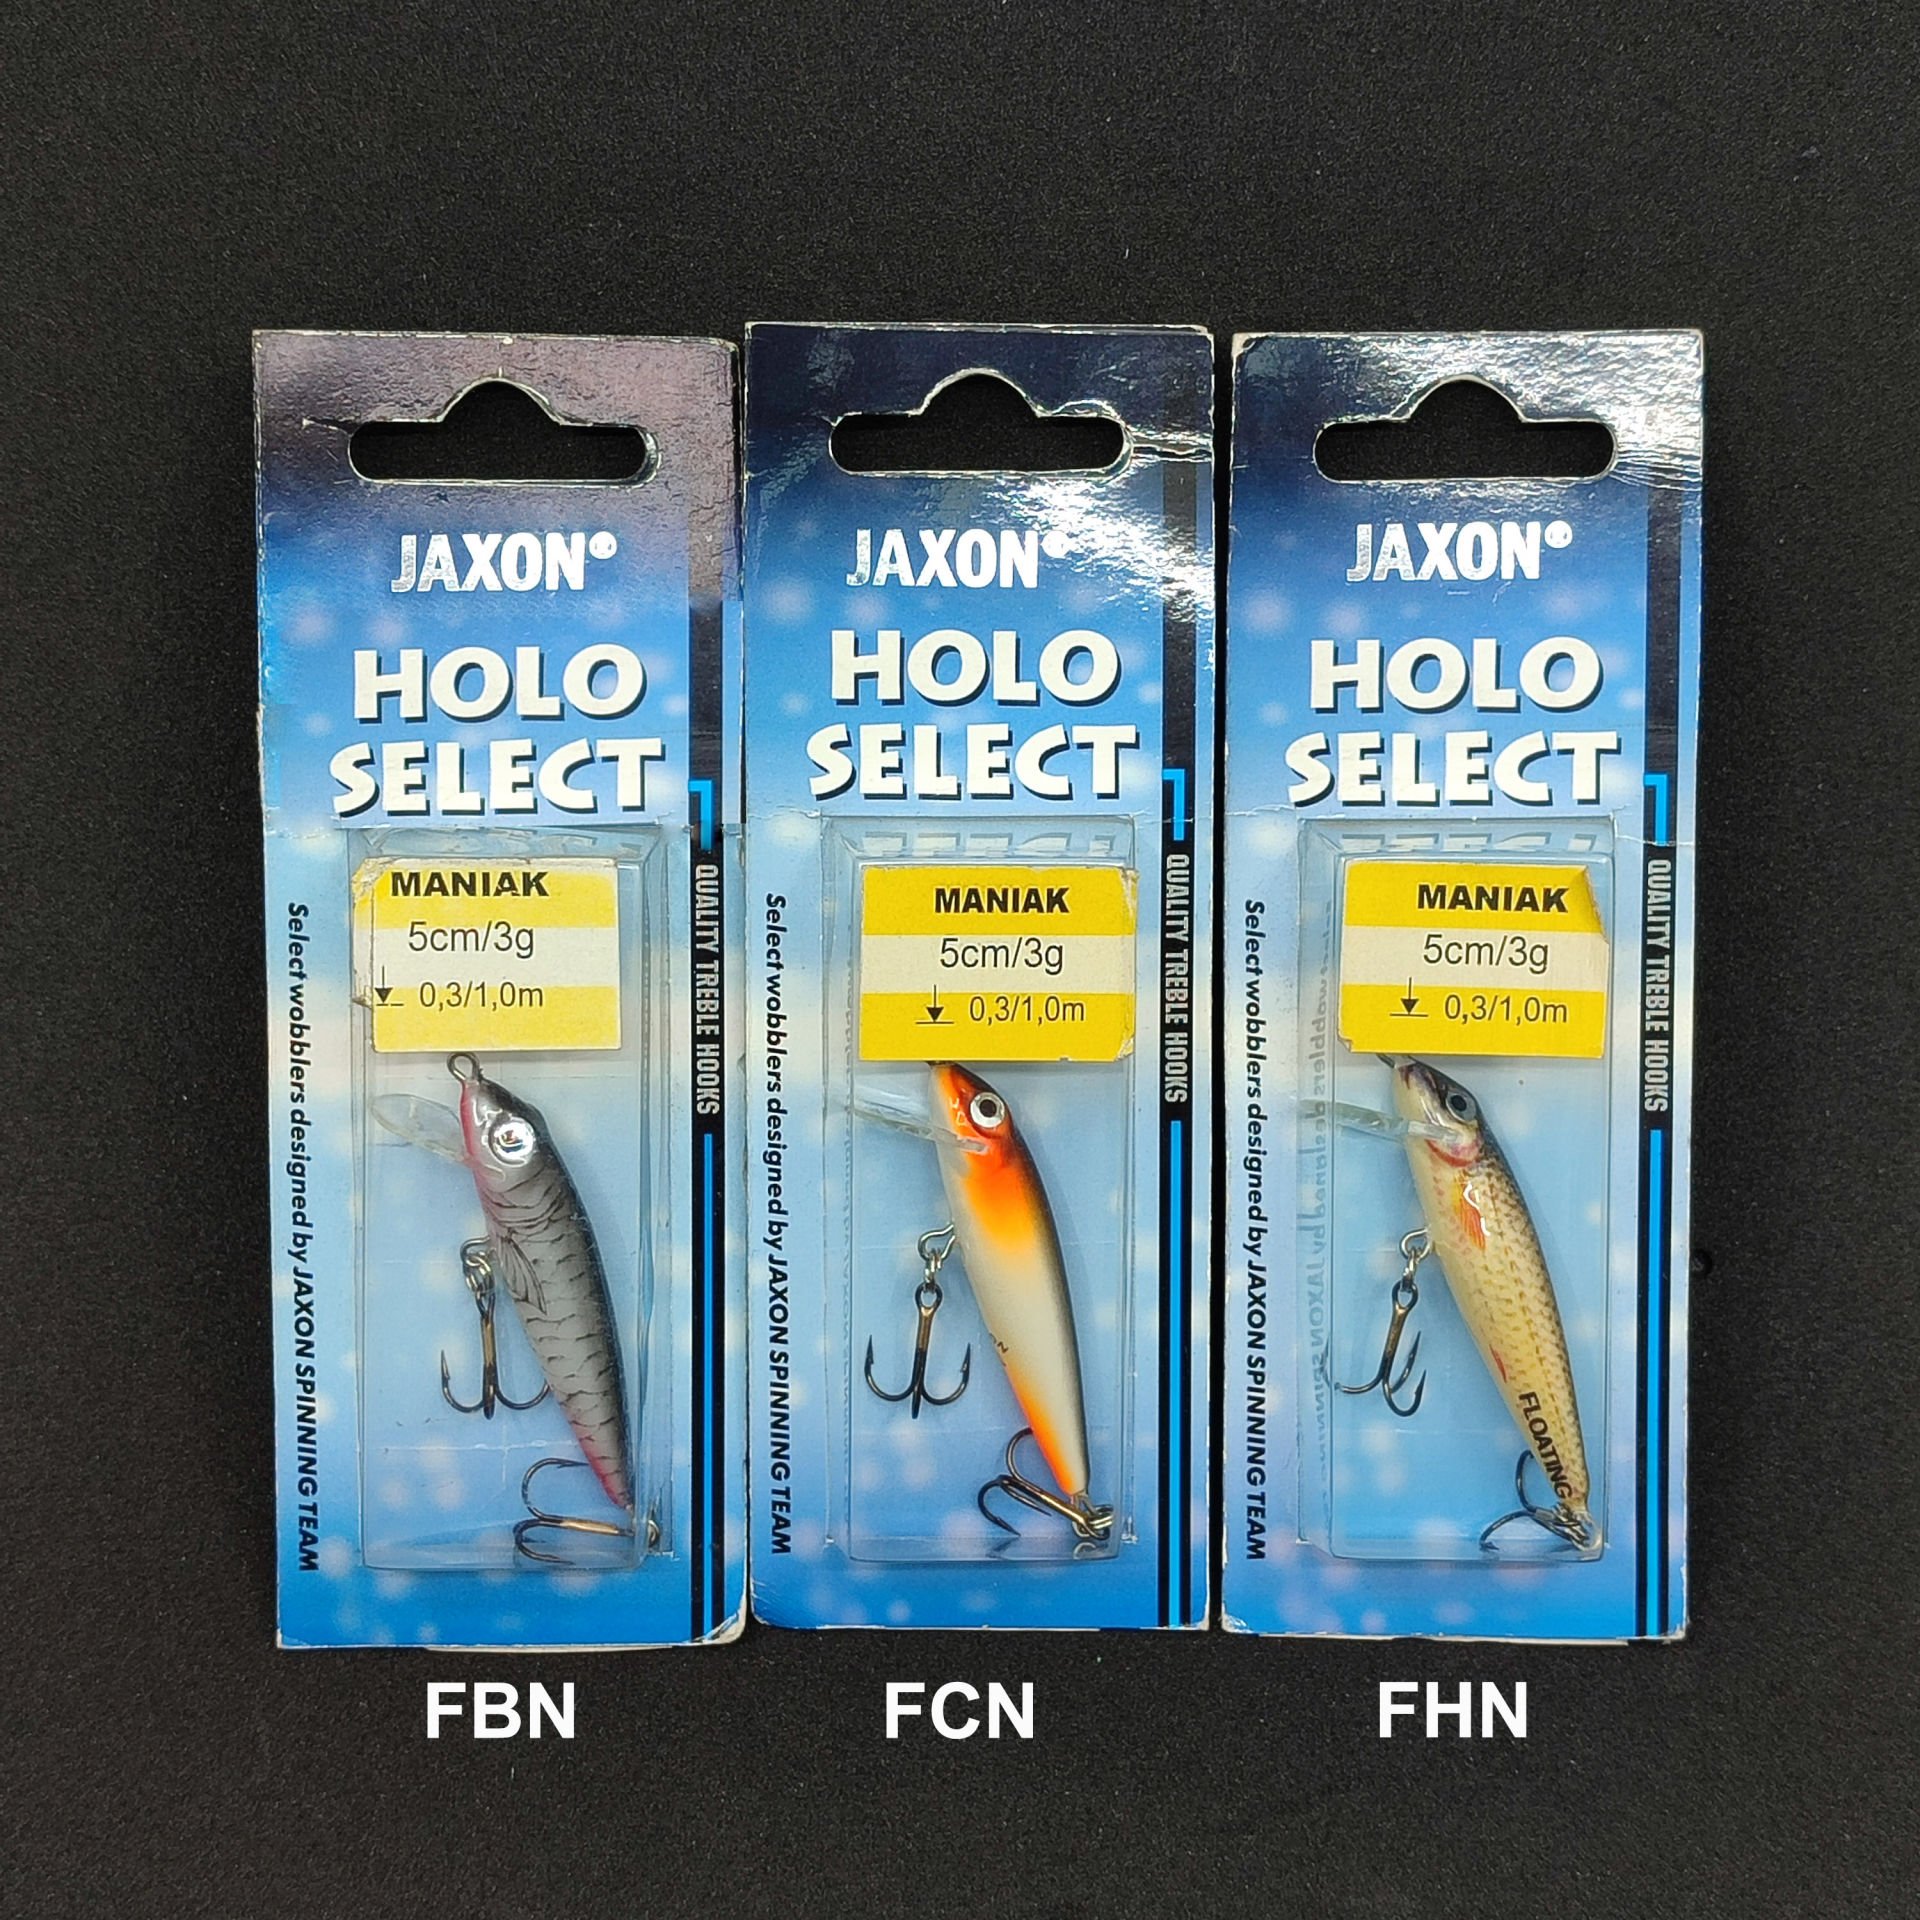 JAXON®
HOLO
SELECT
MANIAK
5cm/3g
0,3/1,0m
QUALITY TREBLE HOOKS
Select wobblers designed by JAXON SPINNING TEAM
FBN
JAXON®
HOLO
SELECT
MANIAK
5cm/3g
0,3/1,0m
QUALITY TREBLE HOOKS
Select wobblers designed by JAXON SPINNING TEAM
FCN
JAXON®
HOLO
SELECT
MANIAK
5cm/3g
0,3/1,0m
QUALITY TREBLE HOOKS
Select wobblers designed by JAXON SPINNING TEAM
FLOATING
FHN